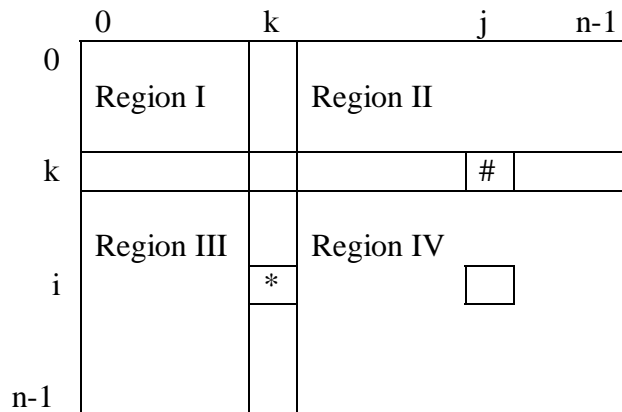 0 k j n-1
0
Region I Region II
k #
Region III Region IV
i *
n-1